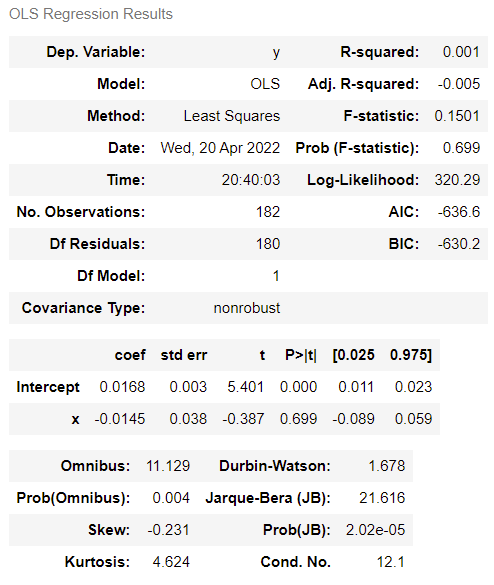 OLS Regression Results
Dep. Variable: y R-squared: 0.001
Model: OLS Adj. R-squared: -0.005
Method: Least Squares F-statistic: 0.1501
Date: Wed, 20 Apr 2022 Prob (F-statistic): 0.699
Time: 20:40:03 Log-Likelihood: 320.29
No. Observations: 182 AIC: -636.6
Df Residuals: 180 BIC: -630.2
Df Model: 1
Covariance Type: nonrobust
coef std err t P>|t| [0.025 0.975]
Intercept 0.0168 0.003 5.401 0.000 0.011 0.023
x -0.0145 0.038 -0.387 0.699 -0.089 0.059
Omnibus: 11.129 Durbin-Watson: 1.678
Prob(Omnibus): 0.004 Jarque-Bera (JB): 21.616
Skew: -0.231 Prob(JB): 2.02e-05
Kurtosis: 4.624 Cond. No. 12.1